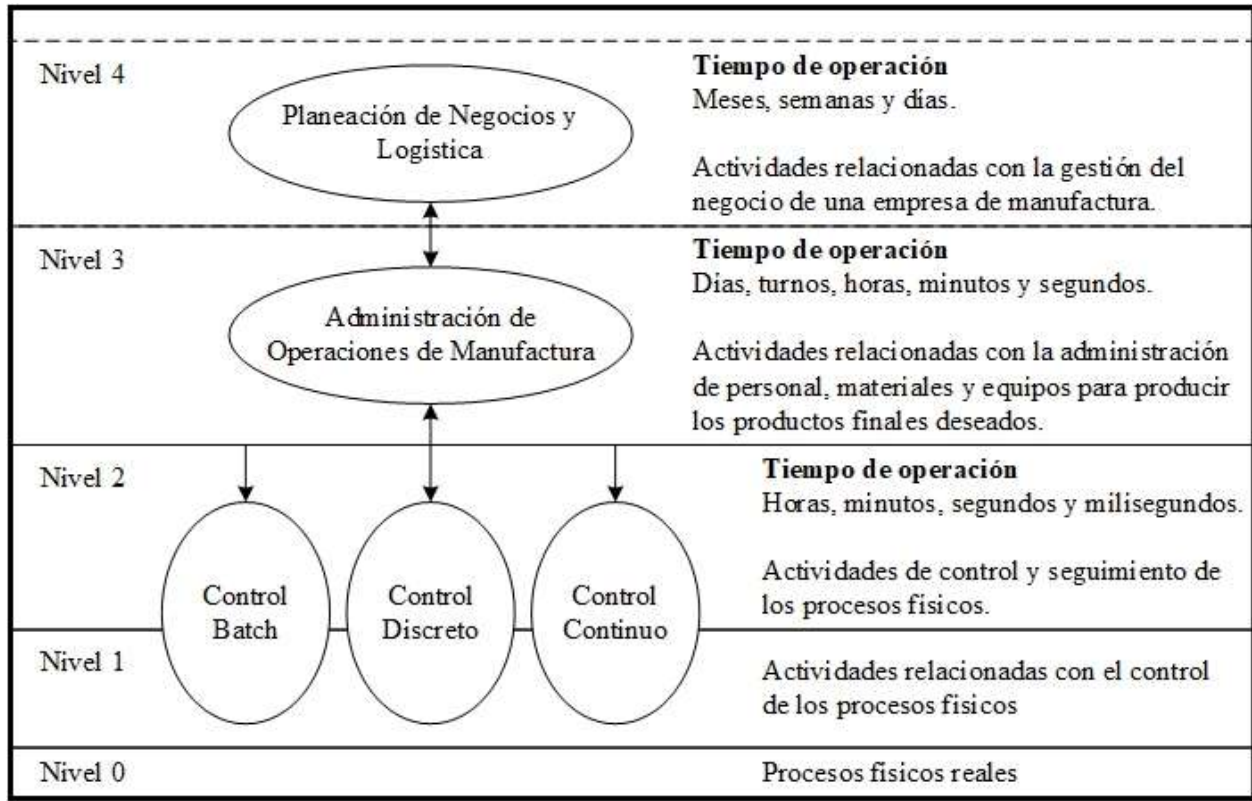 Nivel 4
Planeación de Negocios y
Logística
Tiempo de operación
Meses, semanas y días.
Actividades relacionadas con la gestión del
negocio de una empresa de manufactura.
Nivel 3
Administración de
Operaciones de Manufactura
Tiempo de operación
Días, turnos, horas, minutos y segundos.
Actividades relacionadas con la administración
de personal, materiales y equipos para producir
los productos finales deseados.
Nivel 2
Tiempo de operación
Horas, minutos, segundos y milisegundos.
Actividades de control y seguimiento de
los procesos físicos.
Control
Batch
Control
Discreto
Control
Continuo
Nivel 1
Actividades relacionadas con el control
de los procesos físicos
Nivel 0
Procesos físicos reales